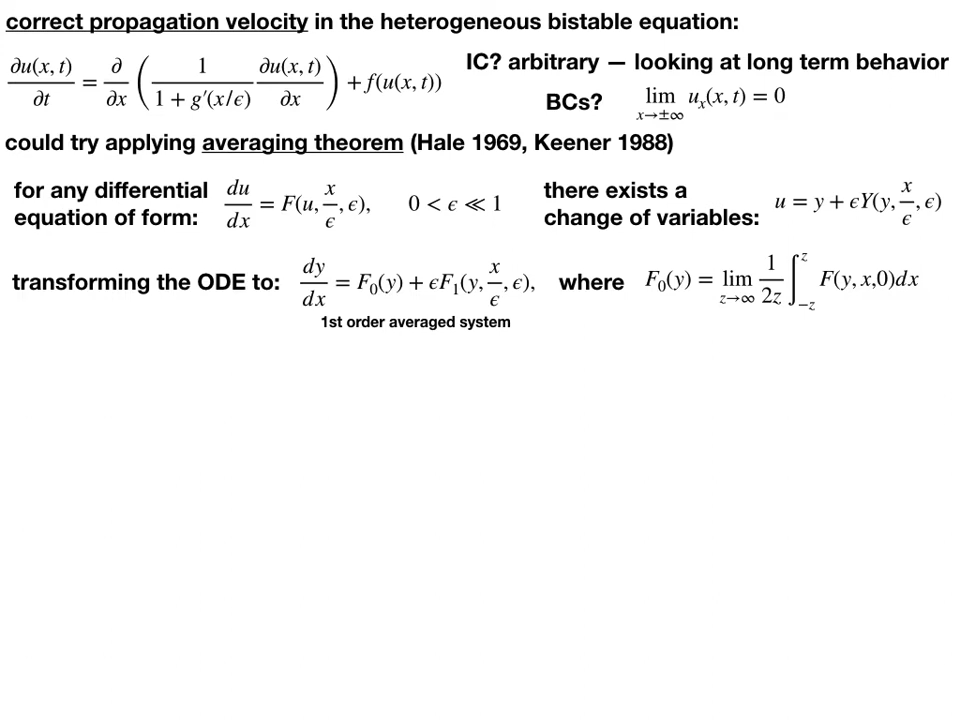 correct propagation velocity in the heterogeneous bistable equation:
∂u(x, t)/∂t = ∂/∂x ( 1/(1 + g′(x/ϵ)) ∂u(x, t)/∂x ) + f(u(x, t))
IC? arbitrary — looking at long term behavior
BCs? lim_{x→±∞} u_x(x, t) = 0
could try applying averaging theorem (Hale 1969, Keener 1988)
for any differential equation of form: du/dx = F(u, x/ϵ, ϵ), 0 < ϵ ≪ 1
there exists a change of variables: u = y + ϵY(y, x/ϵ, ϵ)
transforming the ODE to: dy/dx = F_0(y) + ϵF_1(y, x/ϵ, ϵ), where F_0(y) = lim_{z→∞} 1/2z ∫_{−z}^{z} F(y, x,0)dx
1st order averaged system